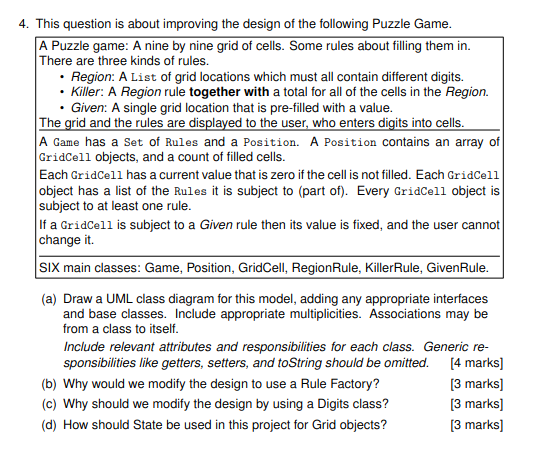 4. This question is about improving the design of the following Puzzle Game.
A Puzzle game: A nine by nine grid of cells. Some rules about filling them in.
There are three kinds of rules.
• Region: A List of grid locations which must all contain different digits.
• Killer: A Region rule together with a total for all of the cells in the Region.
• Given: A single grid location that is pre-filled with a value.
The grid and the rules are displayed to the user, who enters digits into cells.
A Game has a Set of Rules and a Position. A Position contains an array of
GridCell objects, and a count of filled cells.
Each GridCell has a current value that is zero if the cell is not filled. Each GridCell
object has a list of the Rules it is subject to (part of). Every GridCell object is
subject to at least one rule.
If a GridCell is subject to a Given rule then its value is fixed, and the user cannot
change it.
SIX main classes: Game, Position, GridCell, RegionRule, KillerRule, GivenRule.
(a) Draw a UML class diagram for this model, adding any appropriate interfaces
and base classes. Include appropriate multiplicities. Associations may be
from a class to itself.
Include relevant attributes and responsibilities for each class. Generic re-
sponsibilities like getters, setters, and toString should be omitted. [4 marks]
(b) Why would we modify the design to use a Rule Factory? [3 marks]
(c) Why should we modify the design by using a Digits class? [3 marks]
(d) How should State be used in this project for Grid objects? [3 marks]